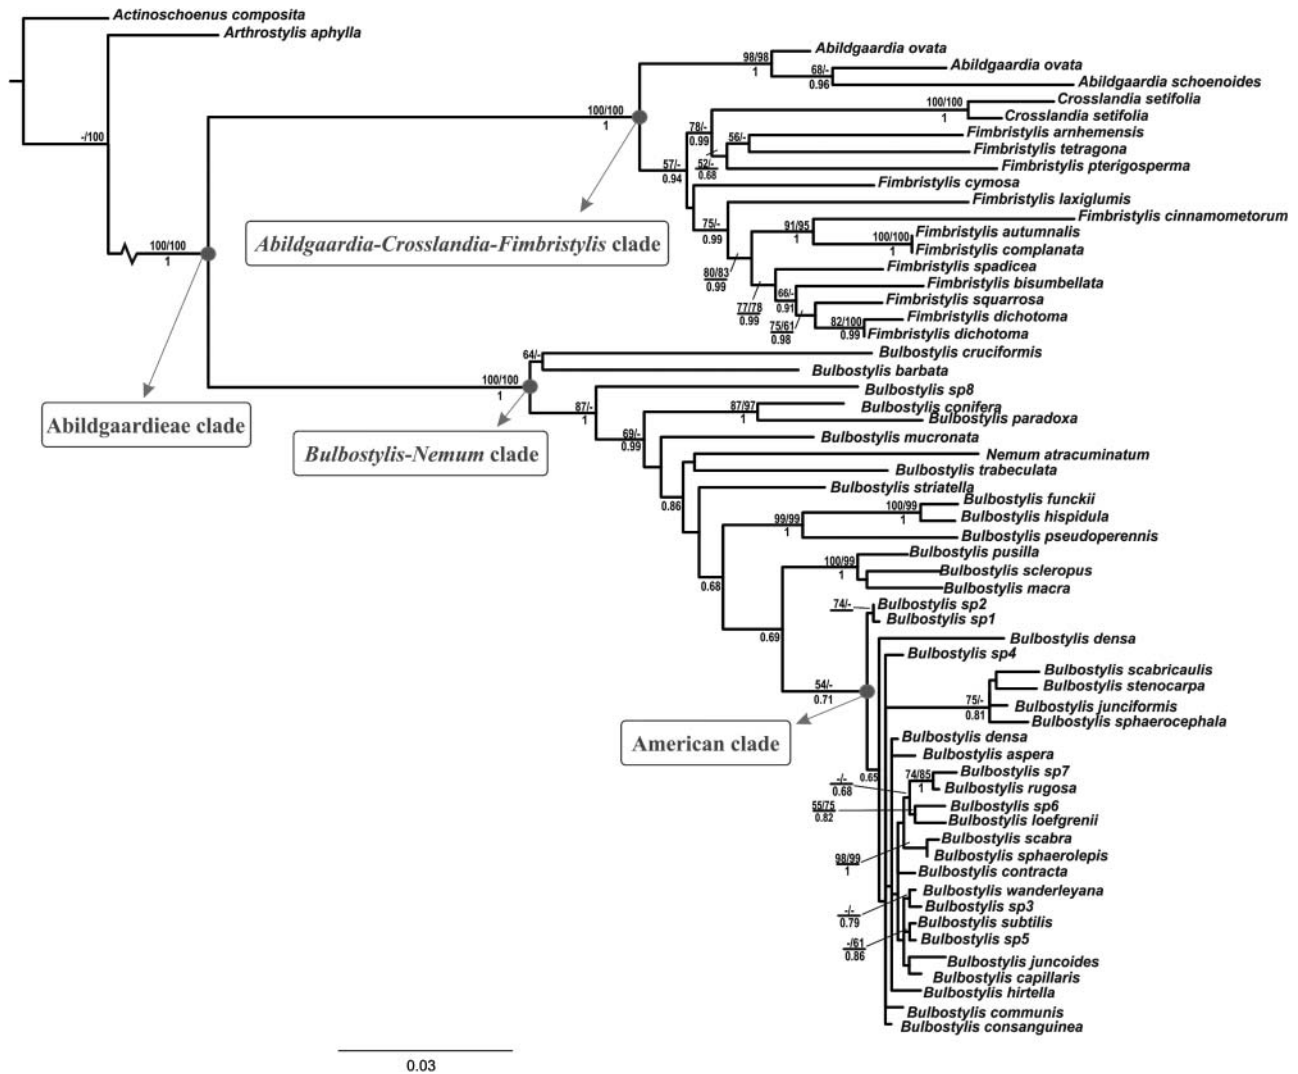 Actinoschoenus composita
Arthrostylis aphylla
Abildgaardia ovata
98/98
1
68/-
0.96
Abildgaardia ovata
Abildgaardia schoenoides
100/100
1
Crosslandia setifolia
Crosslandia setifolia
100/100
1
78/-
0.99
56/-
Fimbristylis arnhemensis
Fimbristylis tetragona
52/-
0.68
Fimbristylis pterigosperma
-/100
57/-
0.94
Fimbristylis cymosa
Fimbristylis laxiglumis
75/-
0.99
91/95
1
Fimbristylis cinnamometorum
100/100
1
Fimbristylis autumnalis
Fimbristylis complanata
Abildgaardia-Crosslandia-Fimbristylis clade
100/100
1
80/83
0.99
Fimbristylis spadicea
77/78
0.99
66/-
0.91
Fimbristylis bisumbellata
Fimbristylis squarrosa
75/61
0.98
82/100
0.99
Fimbristylis dichotoma
Fimbristylis dichotoma
64/-
Bulbostylis cruciformis
Bulbostylis barbata
100/100
1
Bulbostylis sp8
87/-
1
87/97
1
Bulbostylis conifera
Bulbostylis paradoxa
Abildgaardieae clade
69/-
0.99
Bulbostylis mucronata
Bulbostylis-Nemum clade
Nemum atracuminatum
Bulbostylis trabeculata
0.86
Bulbostylis striatella
100/99
1
Bulbostylis funckii
Bulbostylis hispidula
99/99
1
Bulbostylis pseudoperennis
Bulbostylis pusilla
100/99
1
Bulbostylis scleropus
0.68
Bulbostylis macra
74/-
Bulbostylis sp2
Bulbostylis sp1
0.69
Bulbostylis densa
Bulbostylis sp4
54/-
0.71
Bulbostylis scabricaulis
Bulbostylis stenocarpa
75/-
0.81
Bulbostylis junciformis
Bulbostylis sphaerocephala
American clade
Bulbostylis densa
Bulbostylis aspera
0.65
-/-
0.68
74/85
1
Bulbostylis sp7
Bulbostylis rugosa
55/75
0.82
Bulbostylis sp6
Bulbostylis loefgrenii
Bulbostylis scabra
98/99
1
Bulbostylis sphaerolepis
Bulbostylis contracta
Bulbostylis wanderleyana
-/-
0.79
Bulbostylis sp3
Bulbostylis subtilis
-/61
0.86
Bulbostylis sp5
Bulbostylis juncoides
Bulbostylis capillaris
Bulbostylis hirtella
Bulbostylis communis
Bulbostylis consanguinea
0.03